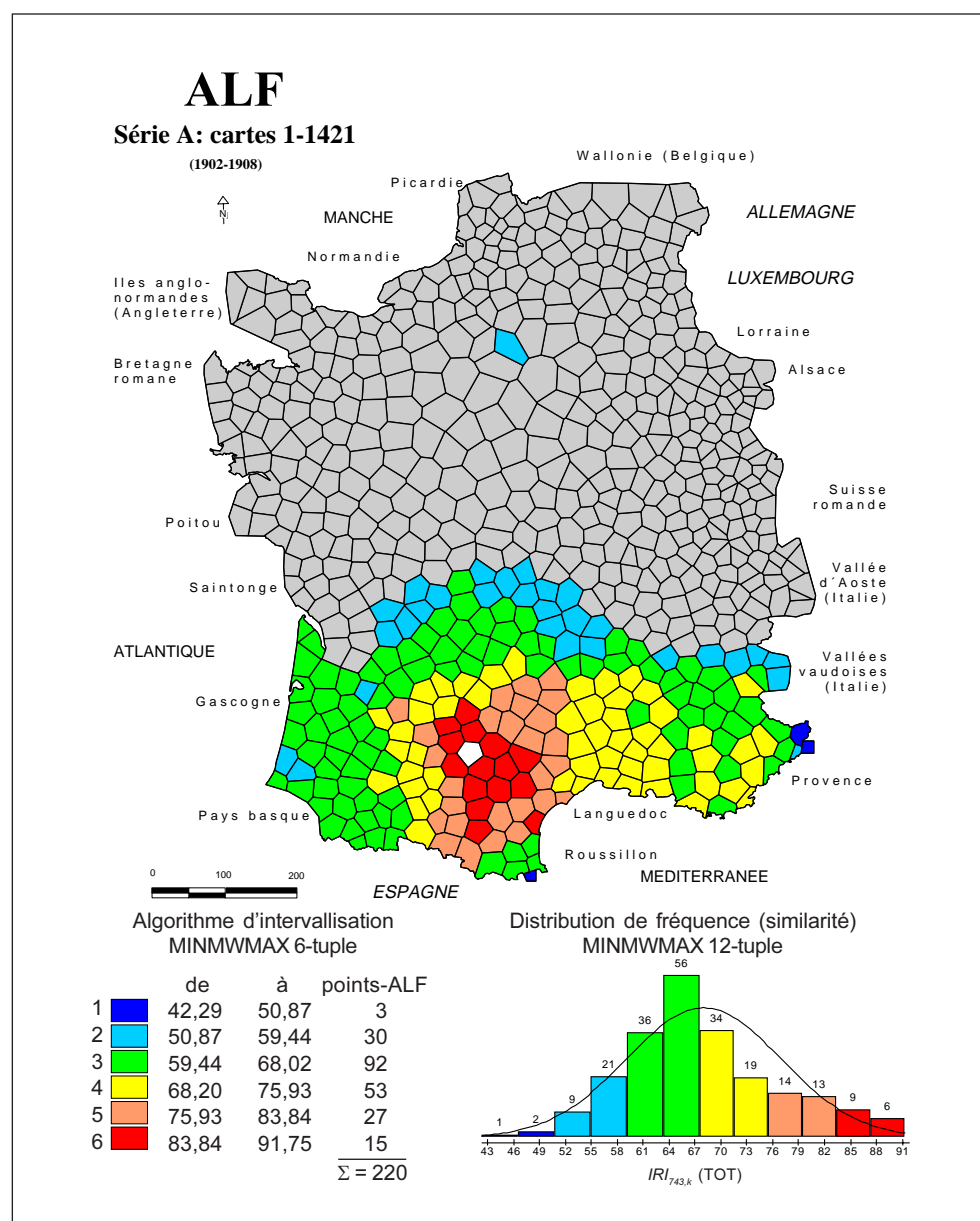 ALF
Série A: cartes 1-1421
(1902-1908)
Wallonie (Belgique)
Picardie
N
MANCHE
ALLEMAGNE
Normandie
Iles anglo-
normandes
(Angleterre)
LUXEMBOURG
Lorraine
Bretagne
romane
Alsace
Suisse
romande
Poitou
Saintonge
Vallée
d´Aoste
(Italie)
ATLANTIQUE
Vallées
vaudoises
(Italie)
Gascogne
Provence
Pays basque
Languedoc
Roussillon
MEDITERRANEE
ESPAGNE
0 100 200
Algorithme d'intervallisation
MINMWMAX 6-tuple
de à points-ALF
1 42,29 50,87 3
2 50,87 59,44 30
3 59,44 68,02 92
4 68,20 75,93 53
5 75,93 83,84 27
6 83,84 91,75 15
Σ = 220
Distribution de fréquence (similarité)
MINMWMAX 12-tuple
1 2 9 21 36 56 34 19 14 13 9 6
43 46 49 52 55 58 61 64 67 70 73 76 79 82 85 88 91
IRI743,k (TOT)